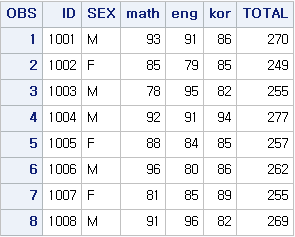 OBS ID SEX math eng kor TOTAL
1 1001 M 93 91 86 270
2 1002 F 85 79 85 249
3 1003 M 78 95 82 255
4 1004 M 92 91 94 277
5 1005 F 88 84 85 257
6 1006 M 96 80 86 262
7 1007 F 81 85 89 255
8 1008 M 91 96 82 269